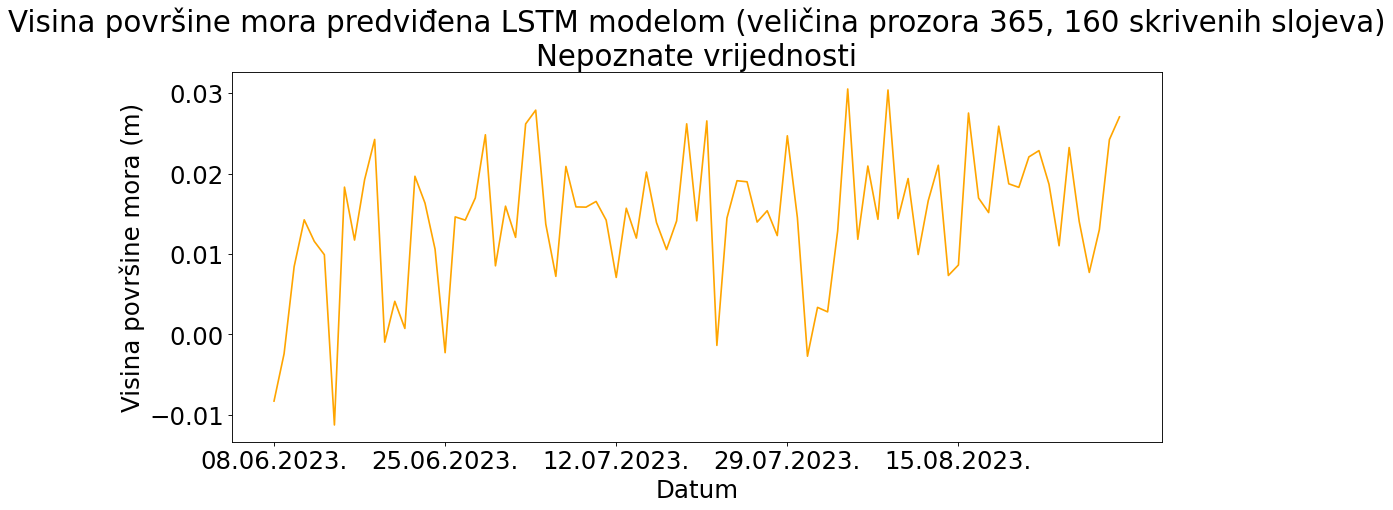 Visina površine mora predviđena LSTM modelom (veličina prozora 365, 160 skrivenih slojeva)
Nepoznate vrijednosti
Visina površine mora (m)
0.03
0.02
0.01
0.00
−0.01
08.06.2023. 25.06.2023. 12.07.2023. 29.07.2023. 15.08.2023.
Datum